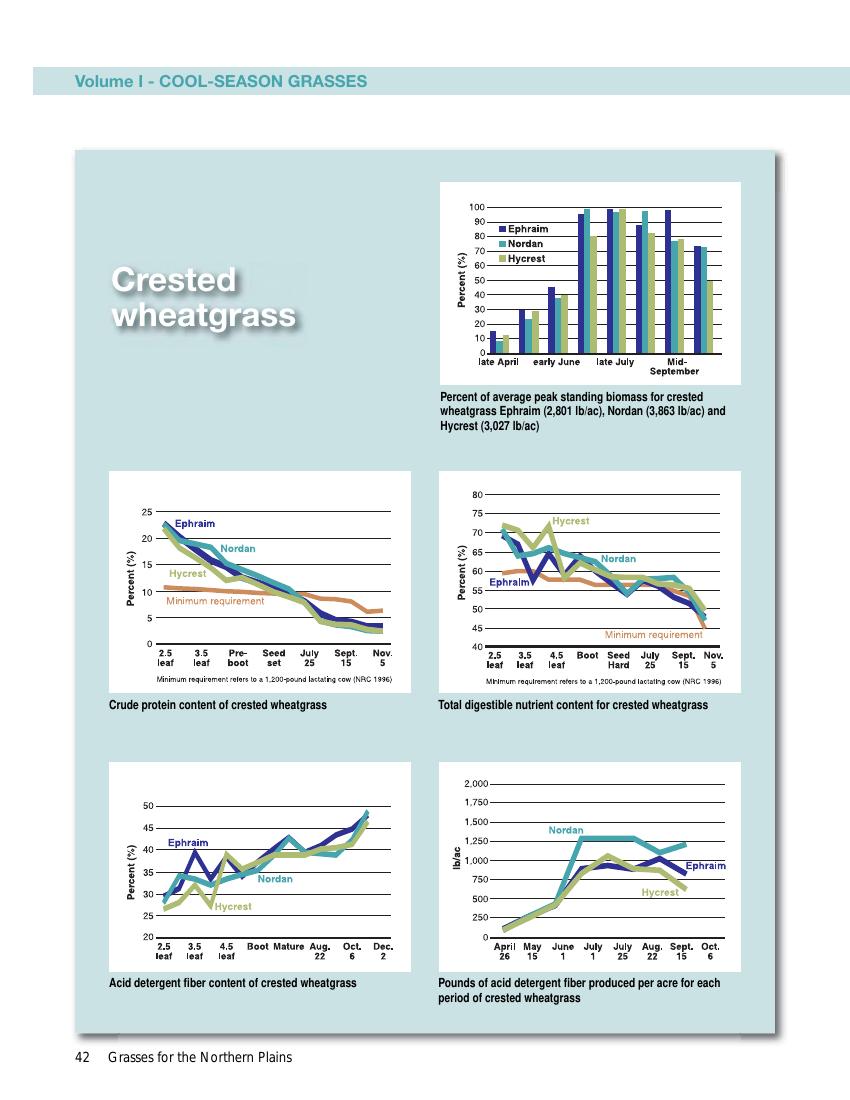 Volume I - COOL-SEASON GRASSES
Crested
wheatgrass
100
90
80
70
60
50
40
30
20
10
0
Percent (%)
Ephraim
Nordan
Hycrest
late April early June late July Mid-
September
Percent of average peak standing biomass for crested
wheatgrass Ephraim (2,801 lb/ac), Nordan (3,863 lb/ac) and
Hycrest (3,027 lb/ac)
25
20
15
10
5
0
Percent (%)
Ephraim
Nordan
Hycrest
Minimum requirement
2.5 3.5 Pre- Seed July Sept. Nov.
leaf leaf boot set 25 15 5
Minimum requirement refers to a 1,200-pound lactating cow (NRC 1996)
Crude protein content of crested wheatgrass
80
75
70
65
60
55
50
45
40
Percent (%)
Hycrest
Nordan
Ephraim
Minimum requirement
2.5 3.5 4.5 Boot Seed July Sept. Nov.
leaf leaf leaf Hard 25 15 5
Minimum requirement refers to a 1,200-pound lactating cow (NRC 1996)
Total digestible nutrient content for crested wheatgrass
50
45
40
35
30
25
20
Percent (%)
Ephraim
Nordan
Hycrest
2.5 3.5 4.5 Boot Mature Aug. Oct. Dec.
leaf leaf leaf 22 6 2
Acid detergent fiber content of crested wheatgrass
2,000
1,750
1,500
1,250
1,000
750
500
250
0
lb/ac
Nordan
Ephraim
Hycrest
April May June July July Aug. Sept. Oct.
26 15 1 1 25 22 15 6
Pounds of acid detergent fiber produced per acre for each
period of crested wheatgrass
42 Grasses for the Northern Plains